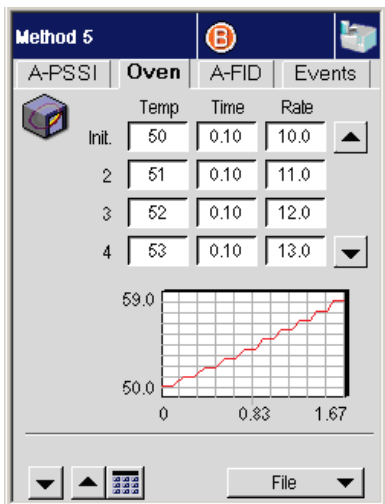 Method 5 B
A-PSSI Oven A-FID Events
Temp Time Rate
Init. 50 0.10 10.0
2 51 0.10 11.0
3 52 0.10 12.0
4 53 0.10 13.0
59.0
50.0
0 0.83 1.67
File